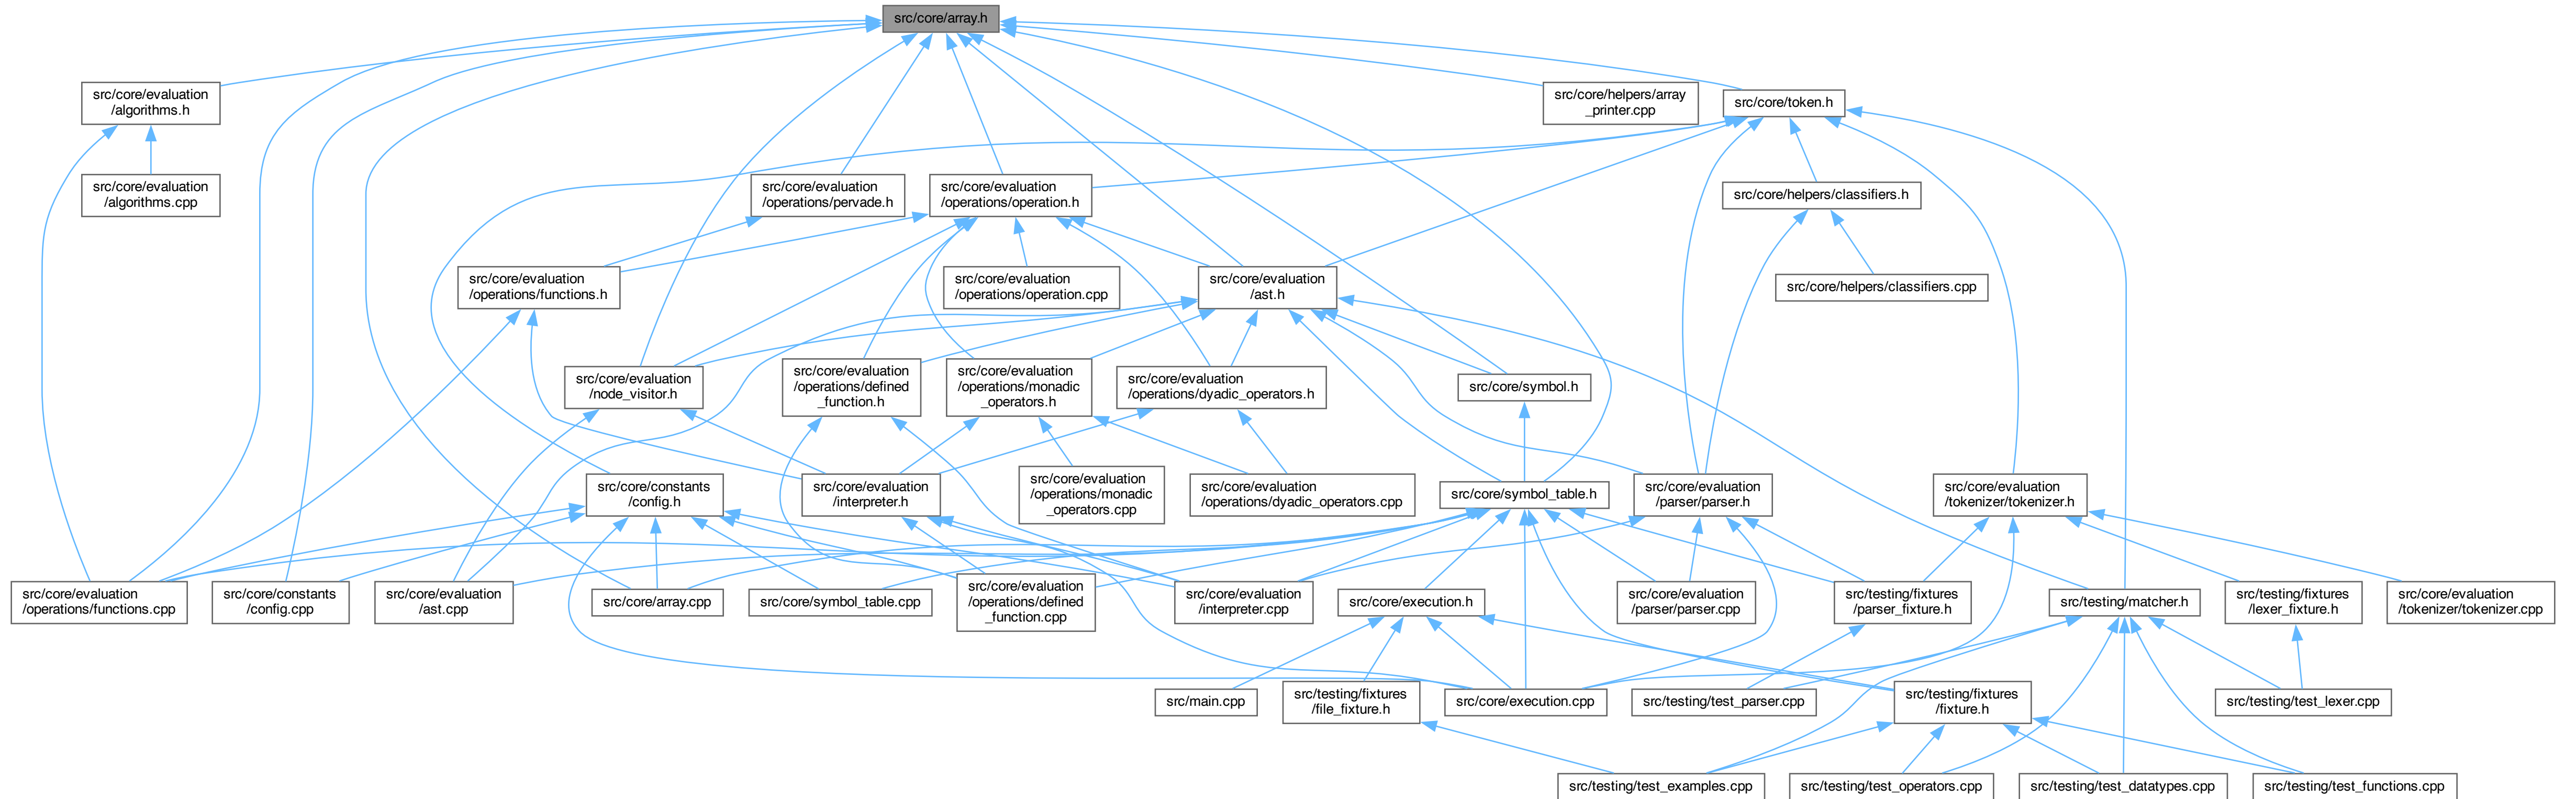 src/core/array.h
src/core/evaluation
/algorithms.h
src/core/helpers/array
_printer.cpp
src/core/token.h
src/core/evaluation
/algorithms.cpp
src/core/evaluation
/operations/pervade.h
src/core/evaluation
/operations/operation.h
src/core/helpers/classifiers.h
src/core/evaluation
/operations/functions.h
src/core/evaluation
/operations/operation.cpp
src/core/evaluation
/ast.h
src/core/helpers/classifiers.cpp
src/core/evaluation
/node_visitor.h
src/core/evaluation
/operations/defined
_function.h
src/core/evaluation
/operations/monadic
_operators.h
src/core/evaluation
/operations/dyadic_operators.h
src/core/symbol.h
src/core/constants
/config.h
src/core/evaluation
/interpreter.h
src/core/evaluation
/operations/monadic
_operators.cpp
src/core/evaluation
/operations/dyadic_operators.cpp
src/core/symbol_table.h
src/core/evaluation
/parser/parser.h
src/core/evaluation
/tokenizer/tokenizer.h
src/core/evaluation
/operations/functions.cpp
src/core/constants
/config.cpp
src/core/evaluation
/ast.cpp
src/core/array.cpp
src/core/symbol_table.cpp
src/core/evaluation
/operations/defined
_function.cpp
src/core/evaluation
/interpreter.cpp
src/core/execution.h
src/core/evaluation
/parser/parser.cpp
src/testing/fixtures
/parser_fixture.h
src/testing/matcher.h
src/testing/fixtures
/lexer_fixture.h
src/core/evaluation
/tokenizer/tokenizer.cpp
src/main.cpp
src/testing/fixtures
/file_fixture.h
src/core/execution.cpp
src/testing/test_parser.cpp
src/testing/fixtures
/fixture.h
src/testing/test_lexer.cpp
src/testing/test_examples.cpp
src/testing/test_operators.cpp
src/testing/test_datatypes.cpp
src/testing/test_functions.cpp